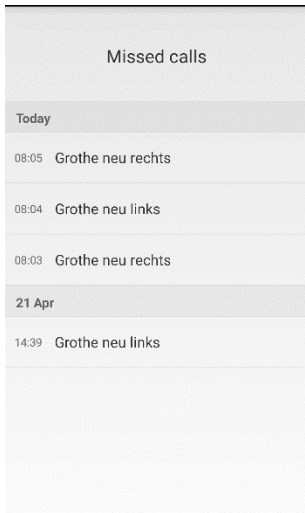 Missed calls
Today
08:05 Grothe neu rechts
08:04 Grothe neu links
08:03 Grothe neu rechts
21 Apr
14:39 Grothe neu links